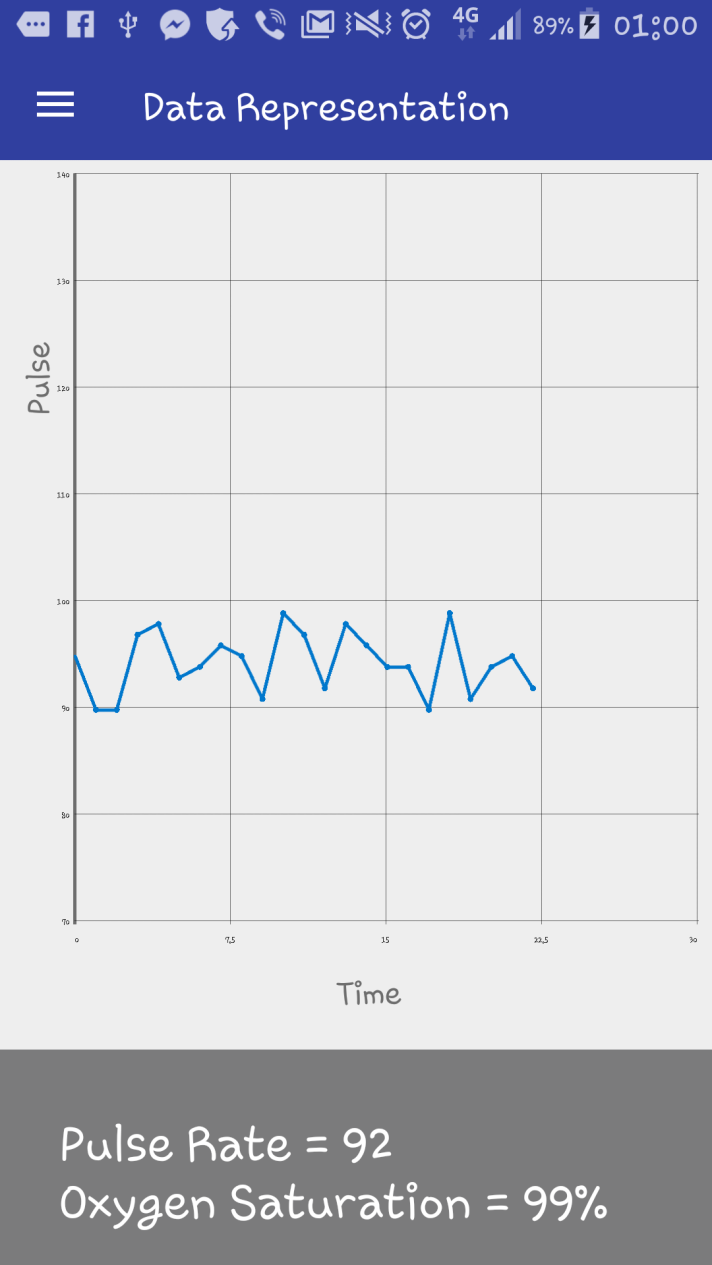 4G 89% 01:00
Data Representation
140
130
Pulse
120
110
100
90
80
70
0 7,5 15 22,5 30
Time
Pulse Rate = 92
Oxygen Saturation = 99%